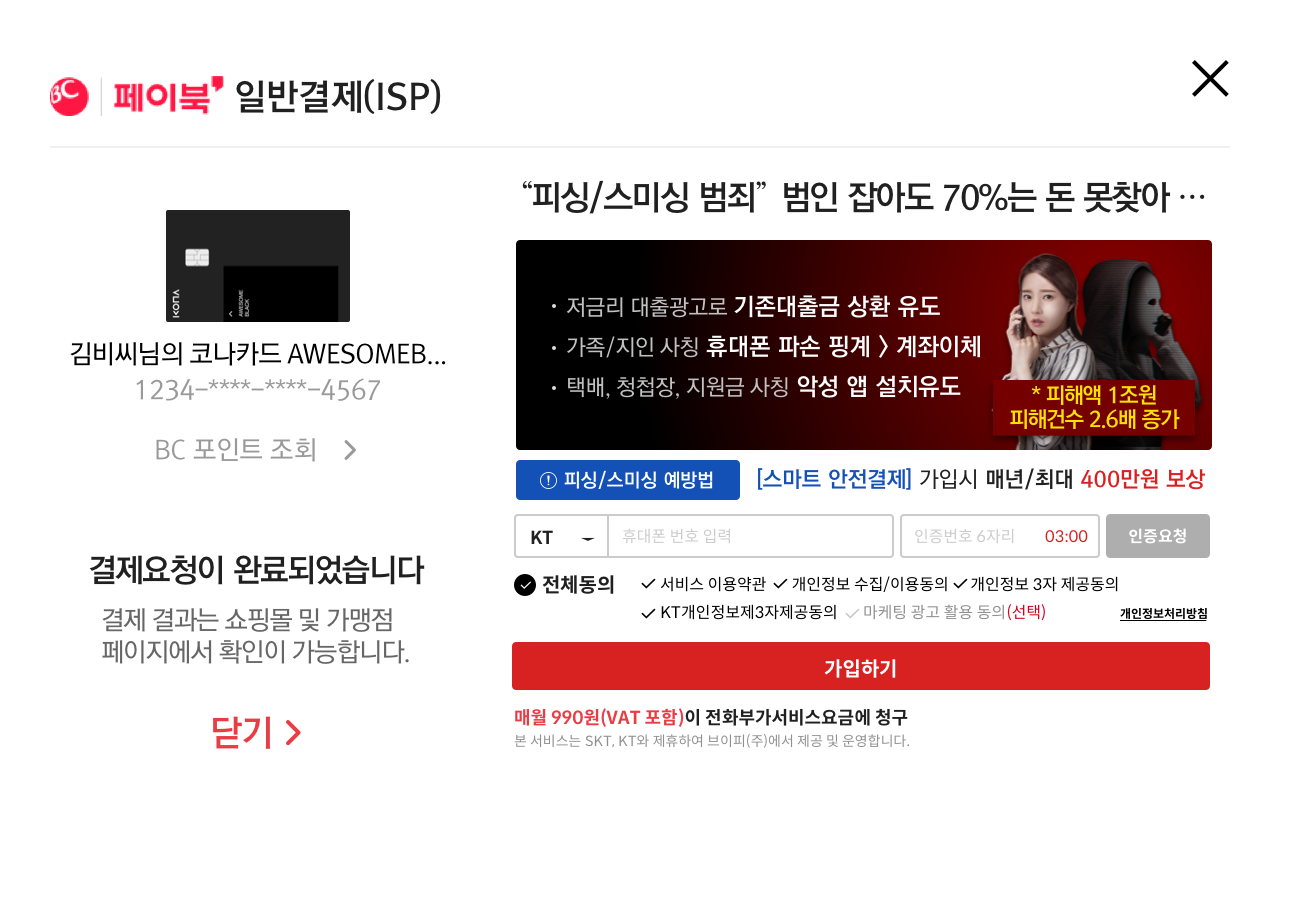 BC 페이북 일반결제(ISP)
KONA
AWESOME
BLACK
김비씨님의 코나카드 AWESOMEB...
1234-****-****-4567
BC 포인트 조회 >
결제요청이 완료되었습니다
결제 결과는 쇼핑몰 및 가맹점
페이지에서 확인이 가능합니다.
닫기 >
“피싱/스미싱 범죄” 범인 잡아도 70%는 돈 못찾아 …
· 저금리 대출광고로 기존대출금 상환 유도
· 가족/지인 사칭 휴대폰 파손 핑계 > 계좌이체
· 택배, 청첩장, 지원금 사칭 악성 앱 설치유도
* 피해액 1조원
피해건수 2.6배 증가
피싱/스미싱 예방법 [스마트 안전결제] 가입시 매년/최대 400만원 보상
KT 휴대폰 번호 입력 인증번호 6자리 03:00 인증요청
전체동의 서비스 이용약관 개인정보 수집/이용동의 개인정보 3자 제공동의
KT개인정보제3자제공동의 마케팅 광고 활용 동의(선택) 개인정보처리방침
가입하기
매월 990원(VAT 포함)이 전화부가서비스요금에 청구
본 서비스는 SKT, KT와 제휴하여 브이피(주)에서 제공 및 운영합니다.